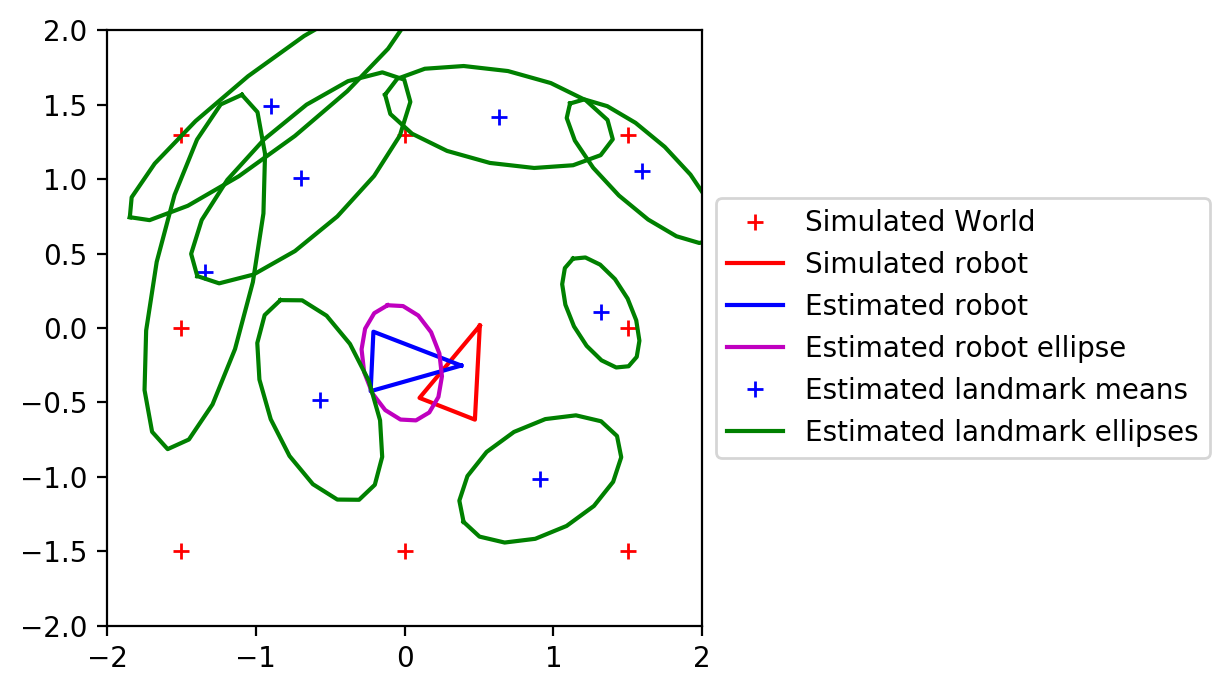 2.0
1.5
1.0
0.5
0.0
−0.5
−1.0
−1.5
−2.0
−2
−1
0
1
2
Simulated World
Simulated robot
Estimated robot
Estimated robot ellipse
Estimated landmark means
Estimated landmark ellipses